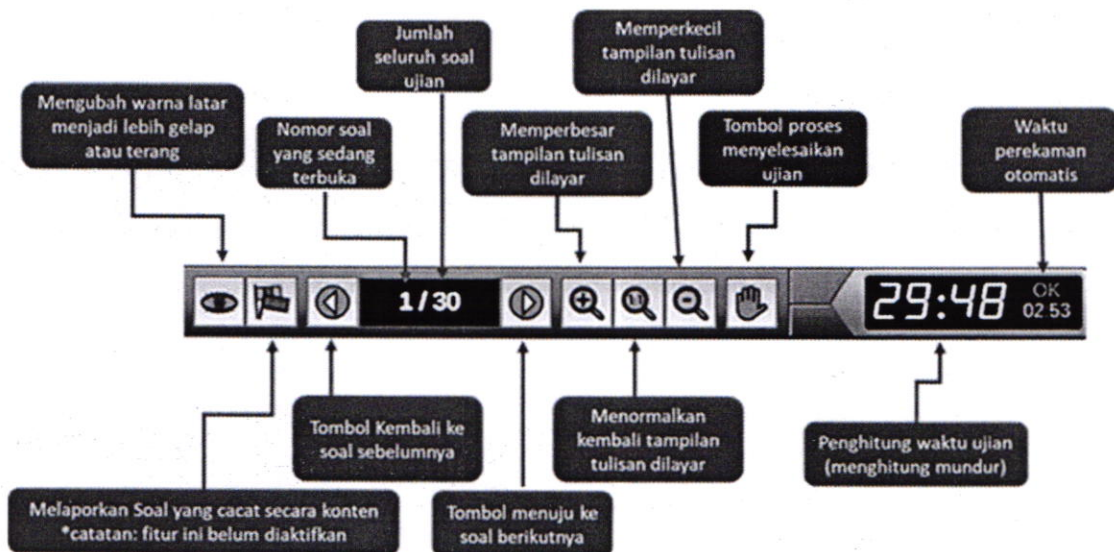 Jumlah
seluruh soal
ujian
Memperkecil
tampilan tulisan
dilayar
Mengubah warna latar
menjadi lebih gelap
atau terang
Nomor soal
yang sedang
terbuka
Memperbesar
tampilan tulisan
dilayar
Tombol proses
menyelesaikan
ujian
Waktu
perekaman
otomatis
1 / 30
1:1
29:48
OK
02.53
Tombol Kembali ke
soal sebelumnya
Menormalkan
kembali tampilan
tulisan dilayar
Penghitung waktu ujian
(menghitung mundur)
Melaporkan Soal yang cacat secara konten
*catatan: fitur ini belum diaktifkan
Tombol menuju ke
soal berikutnya